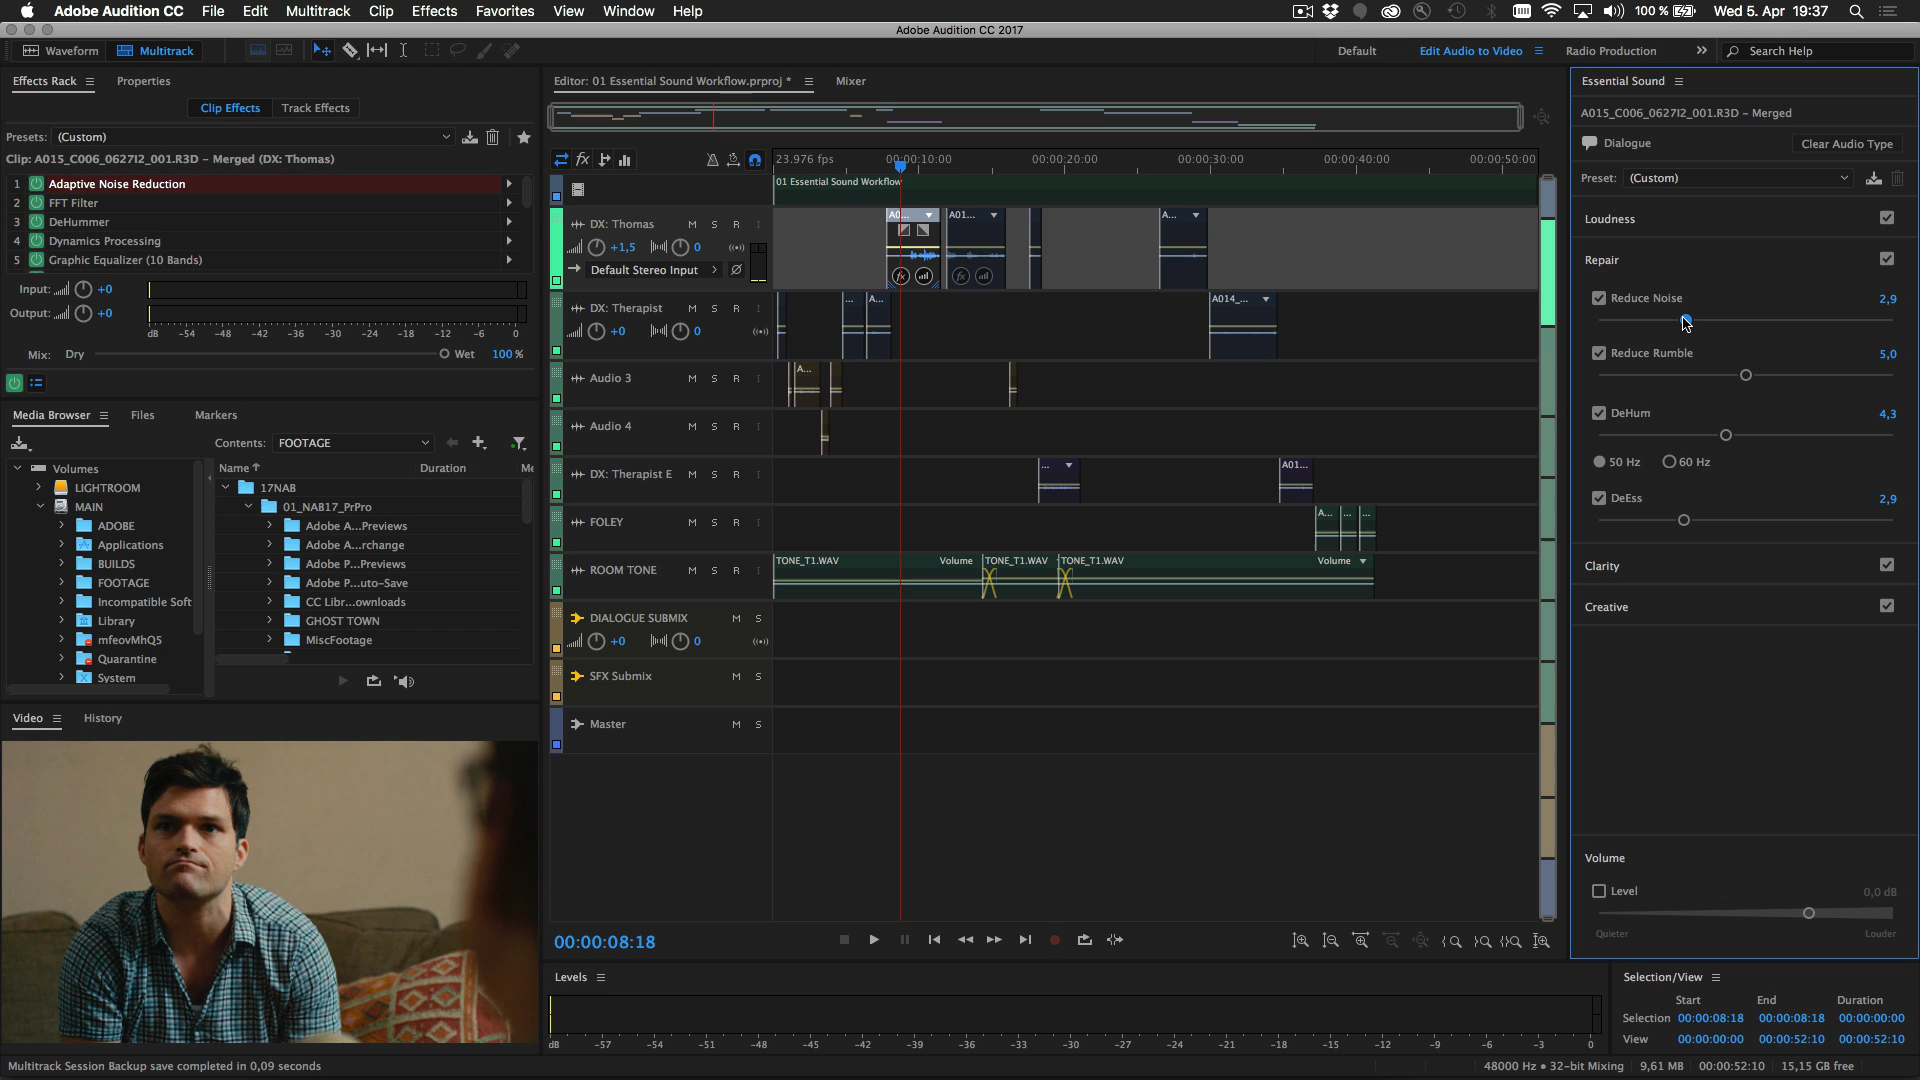 Adobe Audition CC File Edit Multitrack Clip Effects Favorites View Window Help 100 % Wed 5. Apr 19:37
Adobe Audition CC 2017
Waveform Multitrack Default Edit Audio to Video Radio Production Search Help
Effects Rack Properties
Clip Effects Track Effects
Presets: (Custom)
Clip: A015_C006_0627I2_001.R3D – Merged (DX: Thomas)
1 Adaptive Noise Reduction
2 FFT Filter
3 DeHummer
4 Dynamics Processing
5 Graphic Equalizer (10 Bands)
Input: +0
Output: +0
dB -54 -48 -42 -36 -30 -24 -18 -12 -6 0
Mix: Dry Wet 100 %
Media Browser Files Markers
Contents: FOOTAGE
Name Duration Me
Volumes
LIGHTROOM
MAIN
ADOBE
Applications
BUILDS
FOOTAGE
Incompatible Soft
Library
mfeovMhQ5
Quarantine
System
17NAB
01_NAB17_PrPro
Adobe A...Previews
Adobe A...rchange
Adobe P...Previews
Adobe P...uto-Save
CC Libr...ownloads
GHOST TOWN
MiscFootage
Video History
Multitrack Session Backup save completed in 0,09 seconds
Editor: 01 Essential Sound Workflow.prproj * Mixer
23.976 fps 00:00:10:00 00:00:20:00 00:00:30:00 00:00:40:00 00:00:50:00
01 Essential Sound Workflow
DX: Thomas M S R I A0... A01... A...
+1,5 0
Default Stereo Input
DX: Therapist M S R I ... A... A014_...
+0 0
Audio 3 M S R I A...
Audio 4 M S R I
DX: Therapist E M S R I ... A01...
FOLEY M S R I A... ... ...
ROOM TONE M S R I
TONE_T1.WAV Volume TONE_T1.WAV TONE_T1.WAV Volume
DIALOGUE SUBMIX M S
+0 0
SFX Submix M S
Master M S
00:00:08:18
Levels
dB -57 -54 -51 -48 -45 -42 -39 -36 -33 -30 -27 -24 -21 -18 -15 -12 -9 -6 -3 0
Essential Sound
A015_C006_0627I2_001.R3D – Merged
Dialogue Clear Audio Type
Preset: (Custom)
Loudness
Repair
Reduce Noise 2,9
Reduce Rumble 5,0
DeHum 4,3
50 Hz 60 Hz
DeEss 2,9
Clarity
Creative
Volume
Level 0,0 dB
Quieter Louder
Selection/View
Start End Duration
Selection 00:00:08:18 00:00:08:18 00:00:00:00
View 00:00:00:00 00:00:52:10 00:00:52:10
48000 Hz • 32-bit Mixing 9,61 MB 00:00:52:10 15,15 GB free